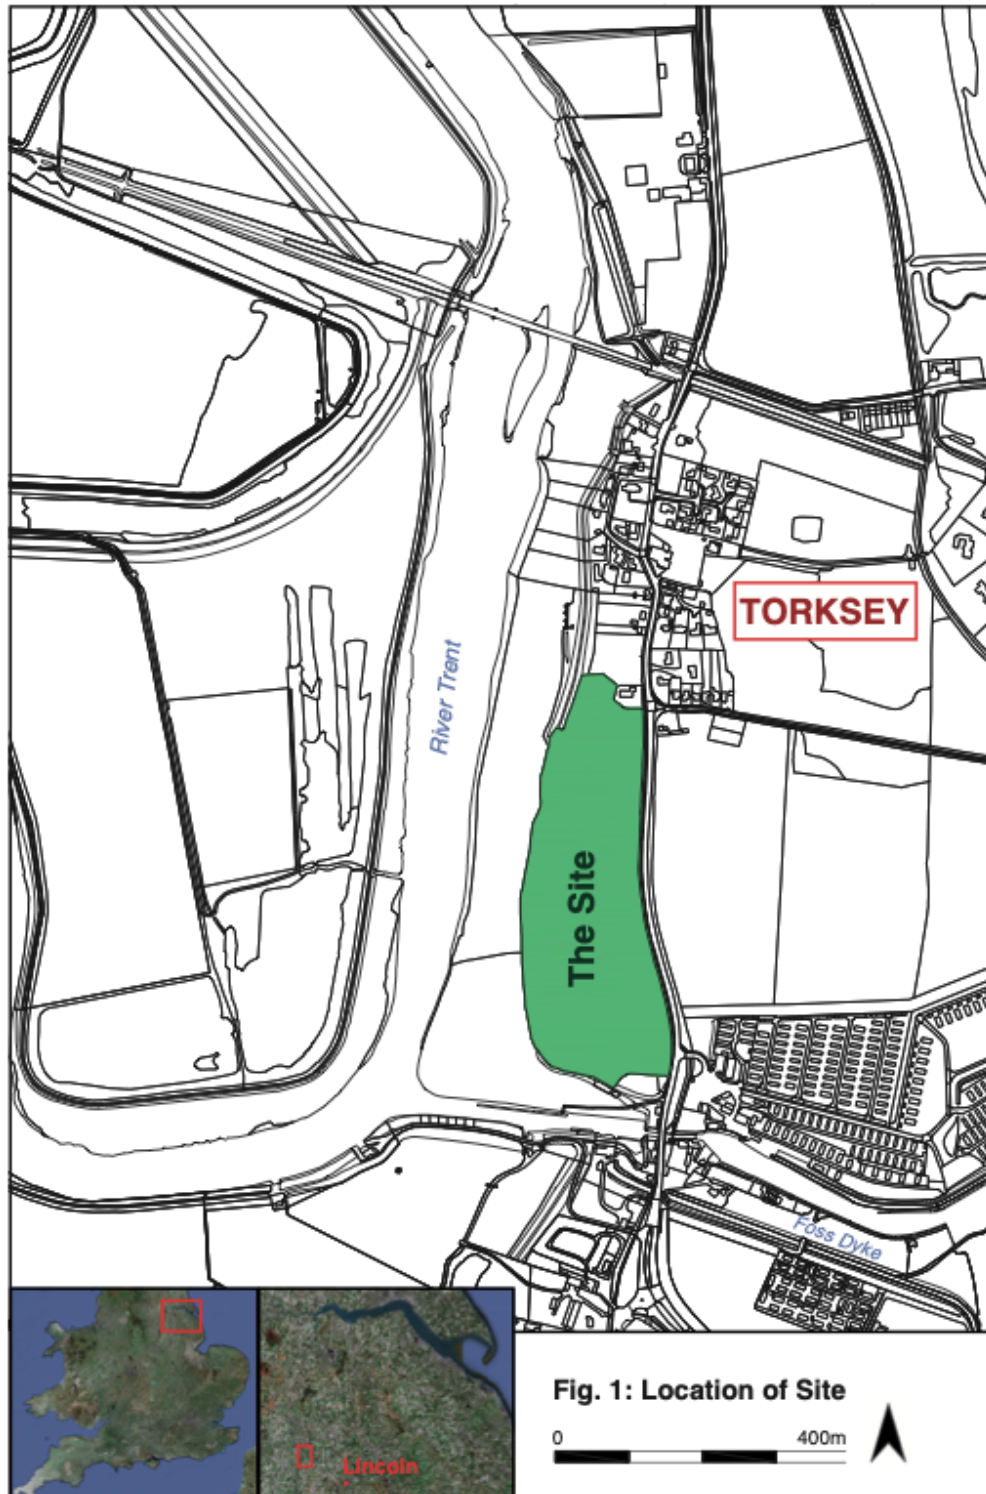 TORKSEY
River Trent
The Site
Foss Dyke
Lincoln
Fig. 1: Location of Site
0 400m